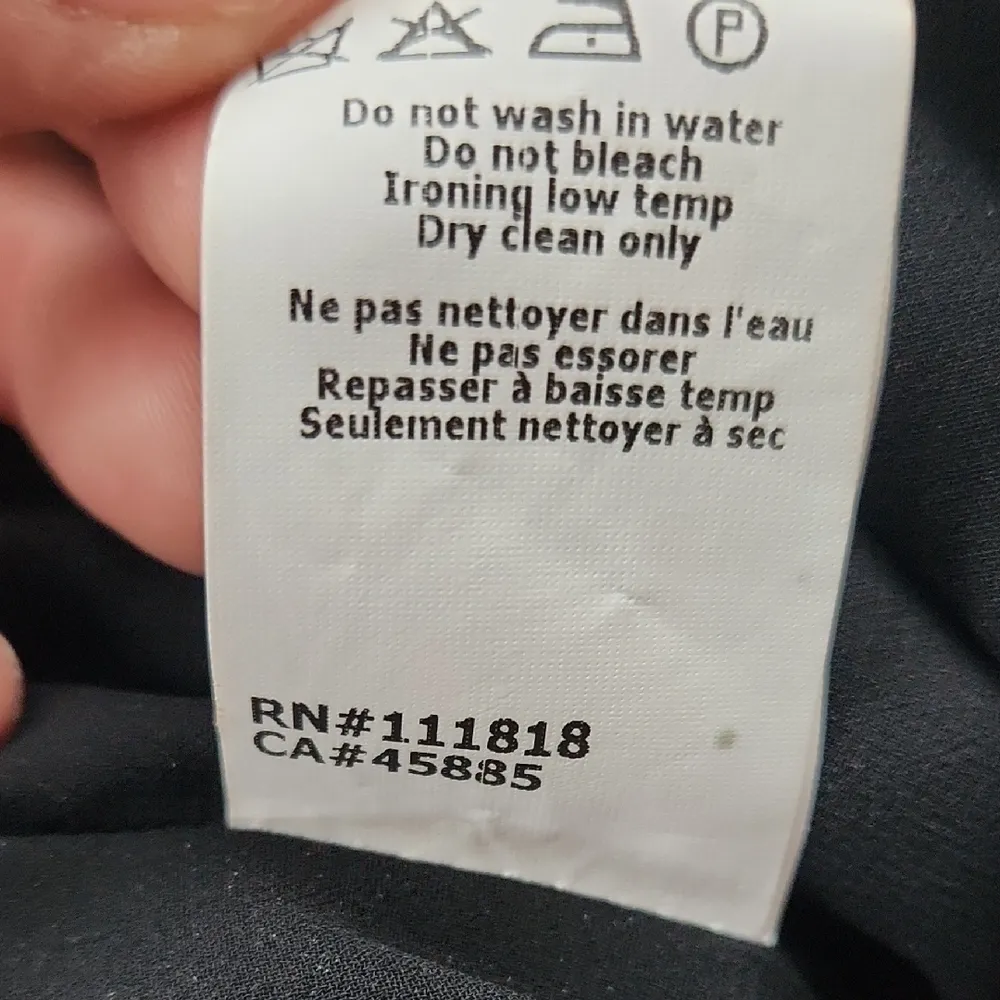 P
Do not wash in water
Do not bleach
Ironing low temp
Dry clean only
Ne pas nettoyer dans l'eau
Ne pas essorer
Repasser à baisse temp
Seulement nettoyer à sec
RN#111818
CA#45885